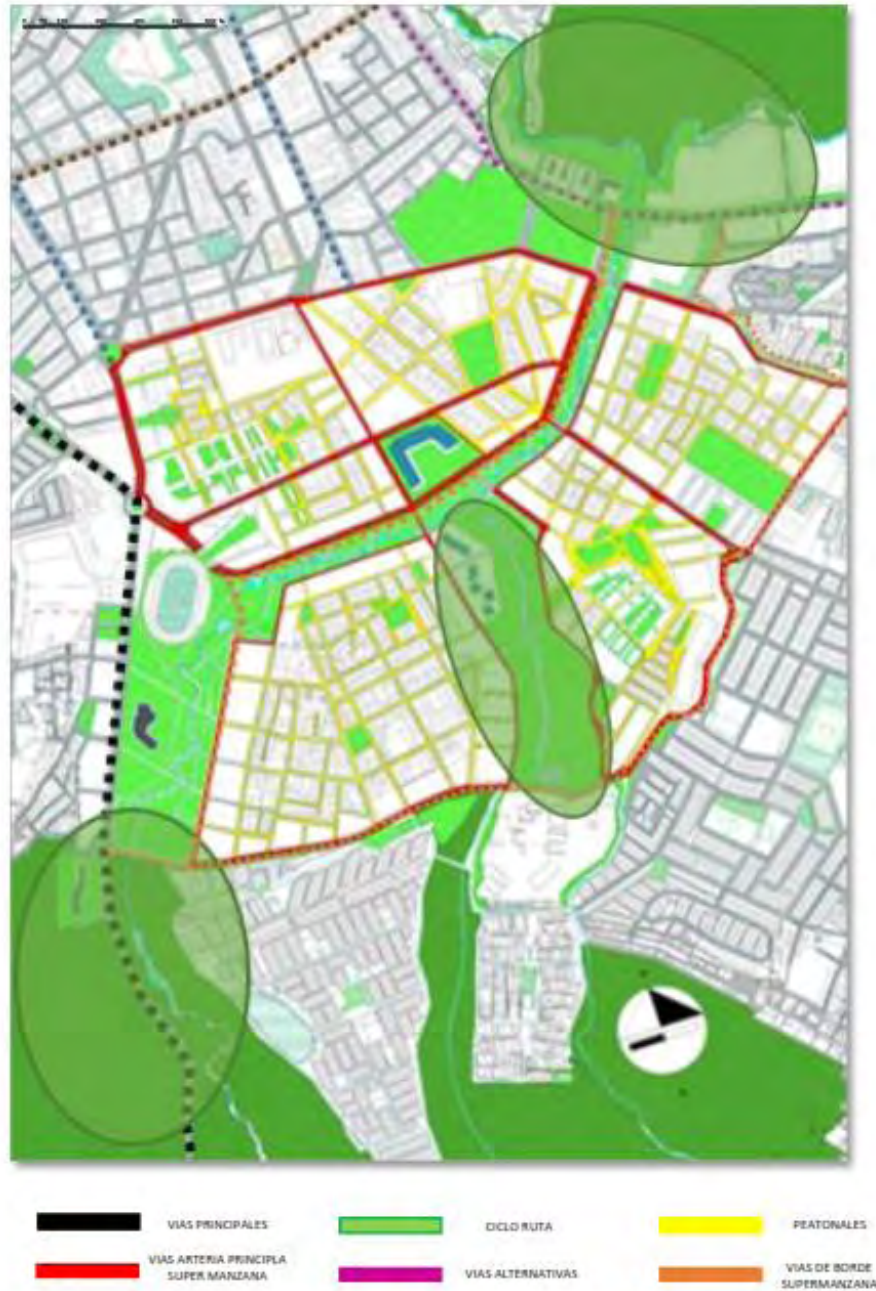 VIAS PRINCIPALES
CICLO RUTA
PEATONALES
VIAS ARTERIA PRINCIPLA
SUPER MANZANA
VIAS ALTERNATIVAS
VIAS DE BORDE
SUPERMANZANA